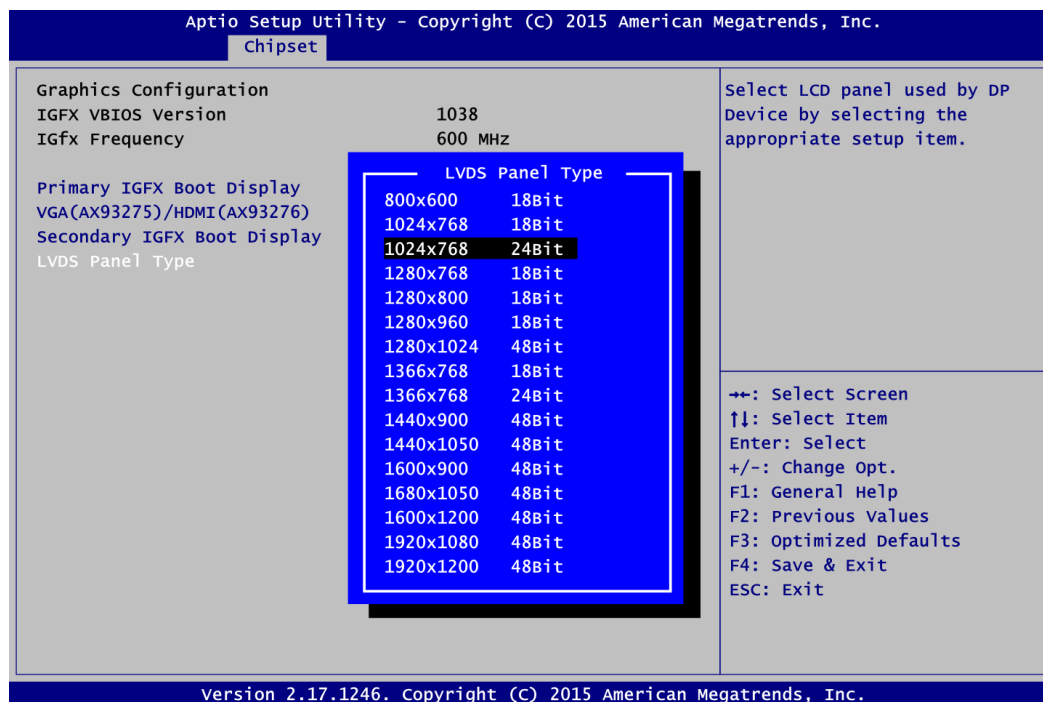 Aptio Setup Utility - Copyright (C) 2015 American Megatrends, Inc.
Chipset
Graphics Configuration
IGFX VBIOS Version 1038
IGfx Frequency 600 MHz
Primary IGFX Boot Display
VGA(AX93275)/HDMI(AX93276)
Secondary IGFX Boot Display
LVDS Panel Type
LVDS Panel Type
800x600 18Bit
1024x768 18Bit
1024x768 24Bit
1280x768 18Bit
1280x800 18Bit
1280x960 18Bit
1280x1024 48Bit
1366x768 18Bit
1366x768 24Bit
1440x900 48Bit
1440x1050 48Bit
1600x900 48Bit
1680x1050 48Bit
1600x1200 48Bit
1920x1080 48Bit
1920x1200 48Bit
Select LCD panel used by DP
Device by selecting the
appropriate setup item.
→←: Select Screen
↑↓: Select Item
Enter: Select
+/-: Change Opt.
F1: General Help
F2: Previous Values
F3: Optimized Defaults
F4: Save & Exit
ESC: Exit
Version 2.17.1246. Copyright (C) 2015 American Megatrends, Inc.